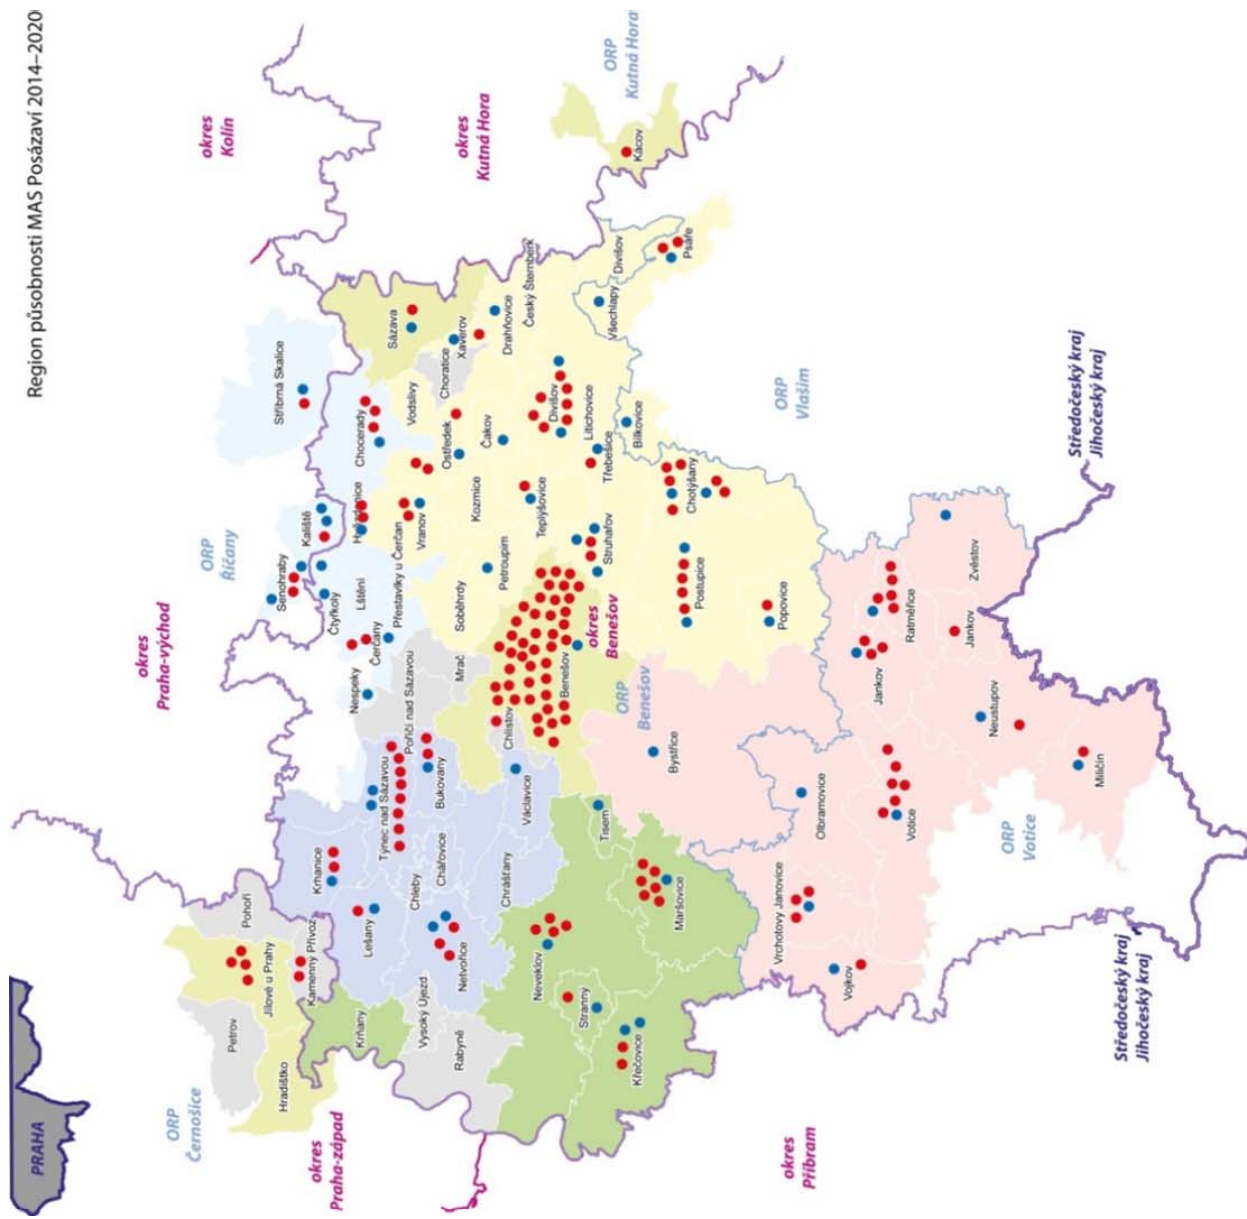 Region působnosti MAS Posázaví 2014–2020
PRAHA
okres
Praha-východ
okres
Kolín
okres
Kutná Hora
ORP
Kutná Hora
ORP
Říčany
ORP
Černošice
okres
Praha-západ
okres
Příbram
okres
Benešov
ORP
Benešov
ORP
Vlašim
ORP
Votice
Středočeský kraj
Jihočeský kraj
Středočeský kraj
Jihočeský kraj
Petrov
Hradištko
Jílové u Prahy
Pohoří
Kamenný Přívoz
Krňany
Vysoký Újezd
Rabyně
Lešany
Krhanice
Netvořice
Chleby
Chářovice
Chrášťany
Týnec nad Sázavou
Bukovany
Václavice
Poříčí nad Sázavou
Nespeky
Mrač
Chlístov
Čerčany
Čtyřkoly
Lštění
Přestavlky u Čerčan
Senohraby
Kaliště
Hvězdonice
Chocerady
Stříbrná Skalice
Sázava
Choratice
Xaverov
Vodslivy
Ostředek
Vranov
Kozmice
Čakov
Soběhrdy
Petroupim
Teplýšovice
Struhařov
Benešov
Drahňovice
Český Šternberk
Divišov
Litichovice
Třebešice
Bílkovice
Všechlapy
Divišov
Psáře
Kácov
Chotýšany
Postupice
Popovice
Bystřice
Tisem
Neveklov
Stranny
Křečovice
Maršovice
Vrchotovy Janovice
Vojkov
Olbramovice
Votice
Jankov
Ratměřice
Jankov
Zvěstov
Neustupov
Miličín